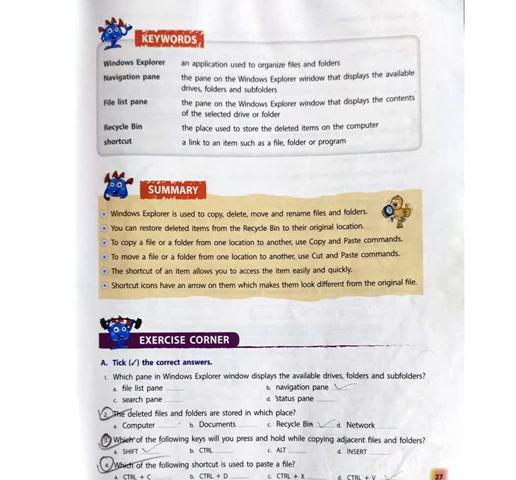 KEYWORDS
Windows Explorer an application used to organize files and folders
Navigation pane the pane on the Windows Explorer window that displays the available
drives, folders and subfolders
File list pane the pane on the Windows Explorer window that displays the contents
of the selected drive or folder
Recycle Bin the place used to store the deleted items on the computer
shortcut a link to an item such as a file, folder or program
SUMMARY
Windows Explorer is used to copy, delete, move and rename files and folders.
You can restore deleted items from the Recycle Bin to their original location.
To copy a file or a folder from one location to another, use Copy and Paste commands.
To move a file or a folder from one location to another, use Cut and Paste commands.
The shortcut of an item allows you to access the item easily and quickly.
Shortcut icons have an arrow on them which makes them look different from the original file.
EXERCISE CORNER
A. Tick (✓) the correct answers.
1. Which pane in Windows Explorer window displays the available drives, folders and subfolders?
a. file list pane b. navigation pane ✓
c. search pane d. status pane
2. The deleted files and folders are stored in which place?
a. Computer b. Documents c. Recycle Bin ✓ d. Network
3. Which of the following keys will you press and hold while copying adjacent files and folders?
a. SHIFT ✓ b. CTRL c. ALT d. INSERT
4. Which of the following shortcut is used to paste a file?
a. CTRL + C b. CTRL + D c. CTRL + X d. CTRL + V ✓
27